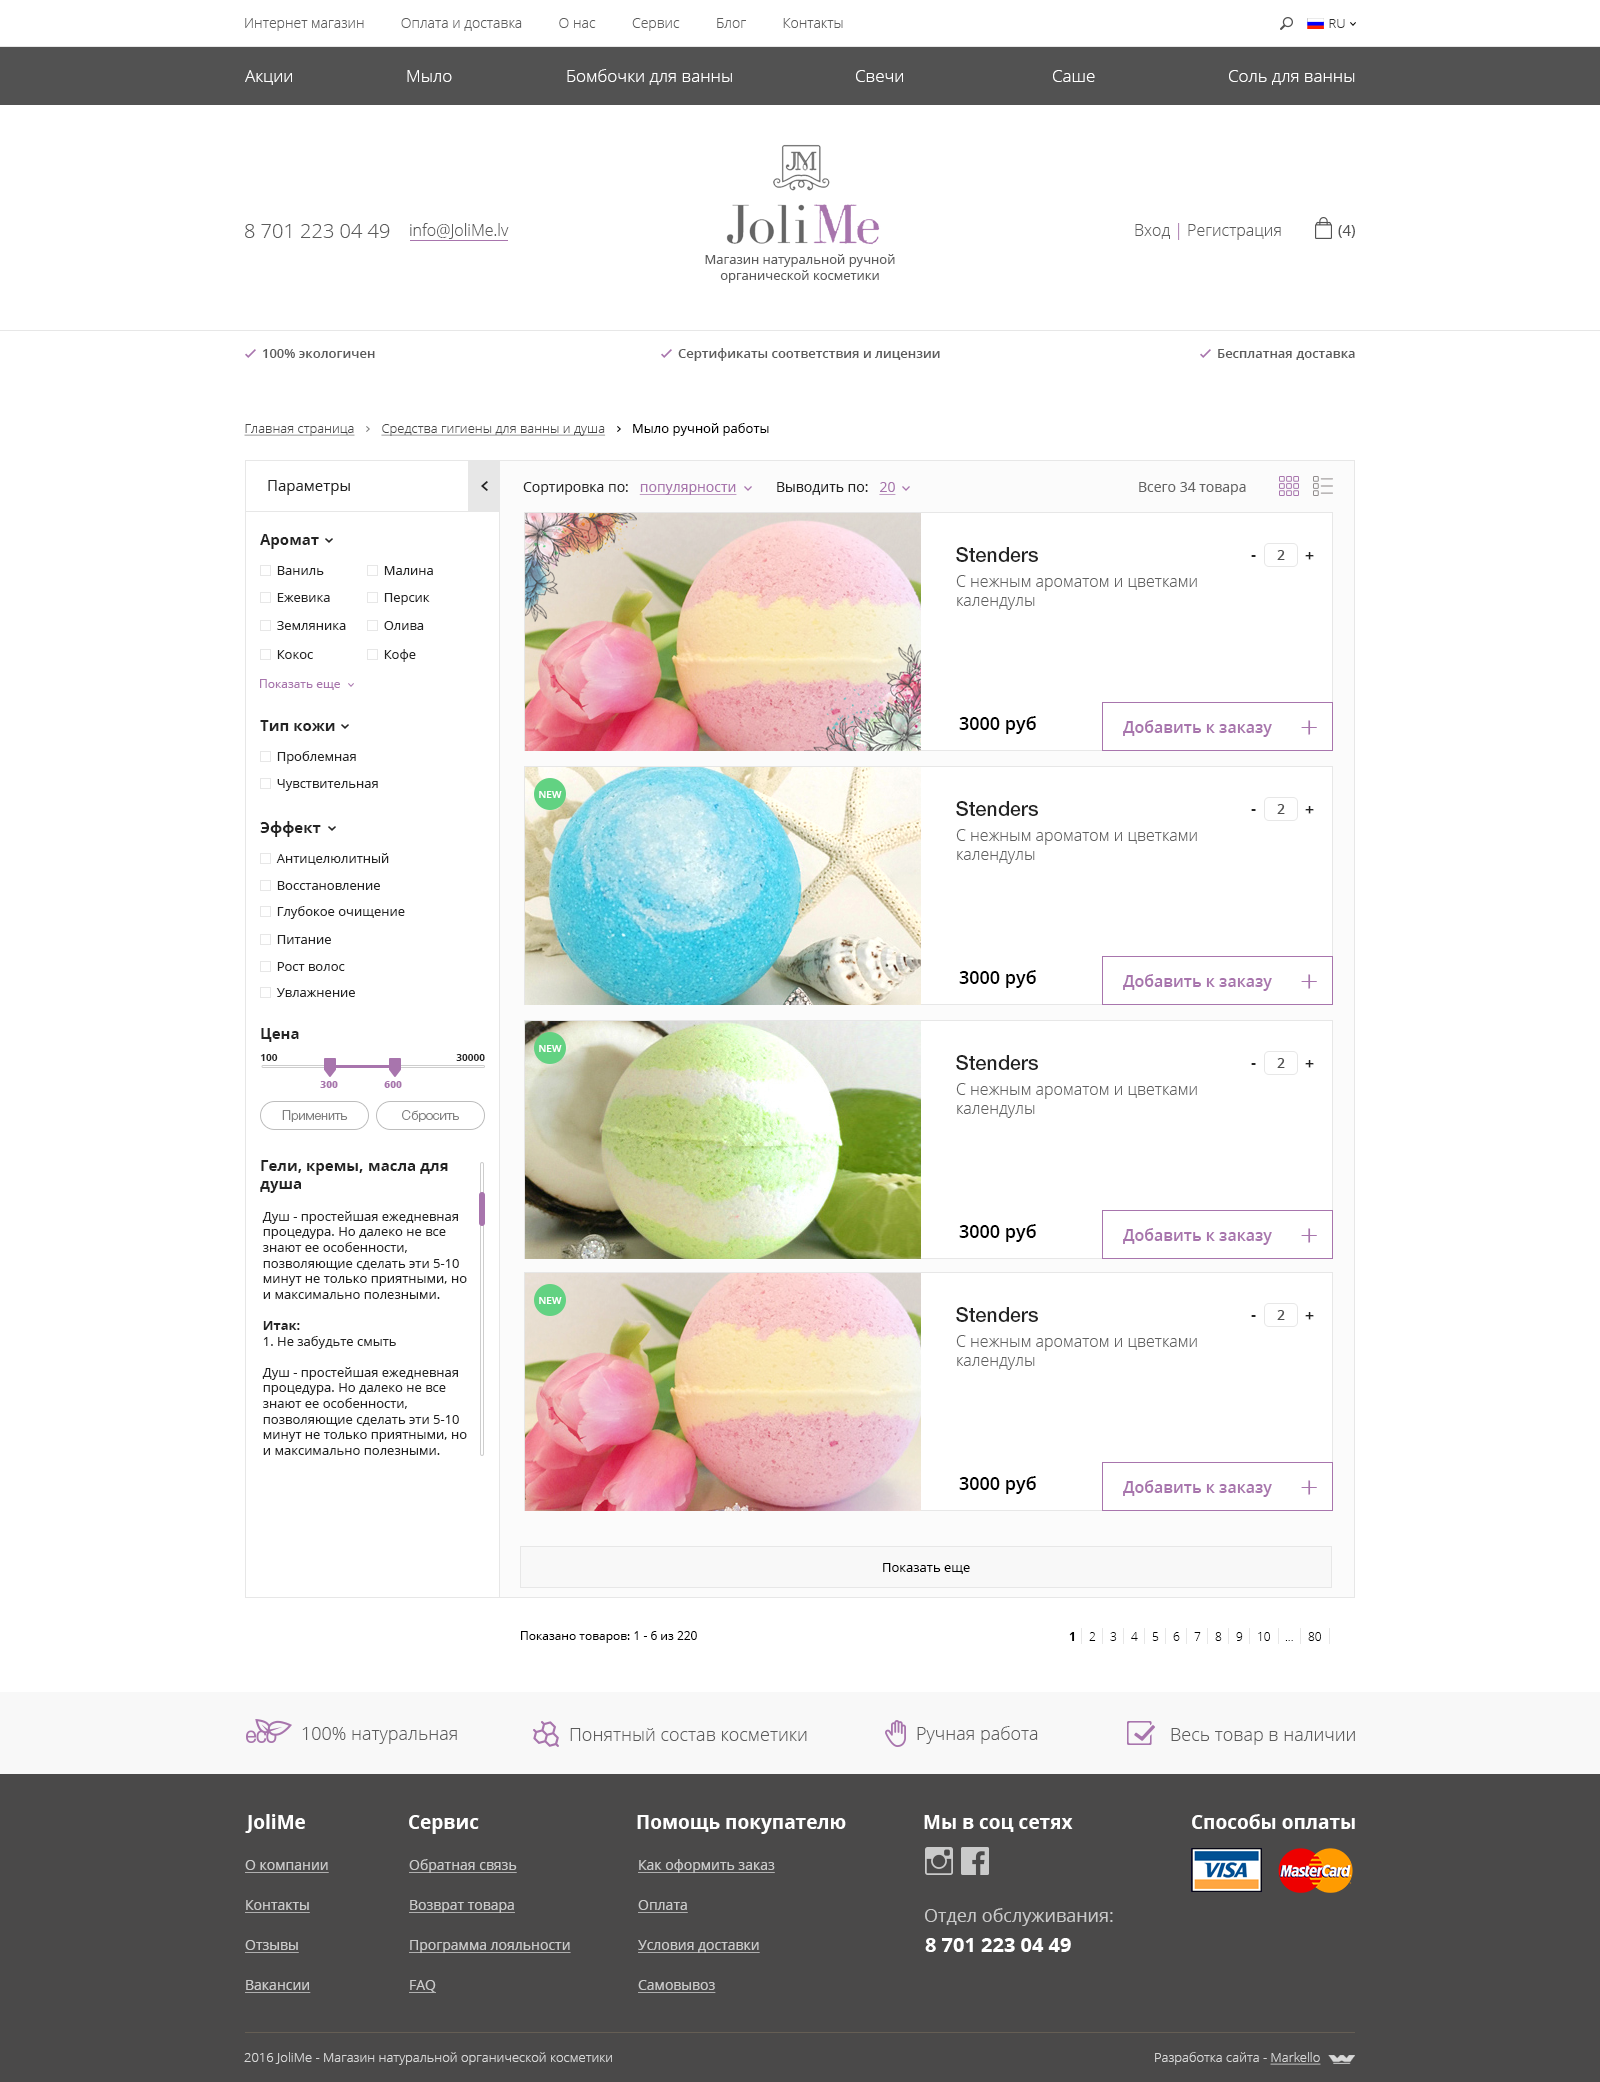 Интернет магазин Оплата и доставка О нас Сервис Блог Контакты RU
Акции Мыло Бомбочки для ванны Свечи Саше Соль для ванны
JM
JoliMe
8 701 223 04 49 info@JoliMe.lv
Вход | Регистрация (4)
Магазин натуральной ручной
органической косметики
100% экологичен Сертификаты соответствия и лицензии Бесплатная доставка
Главная страница > Средства гигиены для ванны и душа > Мыло ручной работы
Параметры <
Аромат
Ваниль Малина
Ежевика Персик
Земляника Олива
Кокос Кофе
Показать еще
Тип кожи
Проблемная
Чувствительная
Эффект
Антицелюлитный
Восстановление
Глубокое очищение
Питание
Рост волос
Увлажнение
Цена
100 30000
300 600
Применить Сбросить
Гели, кремы, масла для
душа
Душ - простейшая ежедневная
процедура. Но далеко не все
знают ее особенности,
позволяющие сделать эти 5-10
минут не только приятными, но
и максимально полезными.
Итак:
1. Не забудьте смыть
Душ - простейшая ежедневная
процедура. Но далеко не все
знают ее особенности,
позволяющие сделать эти 5-10
минут не только приятными, но
и максимально полезными.
Сортировка по: популярности Выводить по: 20 Всего 34 товара
Stenders - 2 +
С нежным ароматом и цветками
календулы
3000 руб Добавить к заказу +
NEW
Stenders - 2 +
С нежным ароматом и цветками
календулы
3000 руб Добавить к заказу +
NEW
Stenders - 2 +
С нежным ароматом и цветками
календулы
3000 руб Добавить к заказу +
NEW
Stenders - 2 +
С нежным ароматом и цветками
календулы
3000 руб Добавить к заказу +
Показать еще
Показано товаров: 1 - 6 из 220 1 2 3 4 5 6 7 8 9 10 ... 80
eco 100% натуральная Понятный состав косметики Ручная работа Весь товар в наличии
JoliMe
О компании
Контакты
Отзывы
Вакансии
Сервис
Обратная связь
Возврат товара
Программа лояльности
FAQ
Помощь покупателю
Как оформить заказ
Оплата
Условия доставки
Самовывоз
Мы в соц сетях
Отдел обслуживания:
8 701 223 04 49
Способы оплаты
VISA MasterCard
2016 JoliMe - Магазин натуральной органической косметики Разработка сайта - Markello